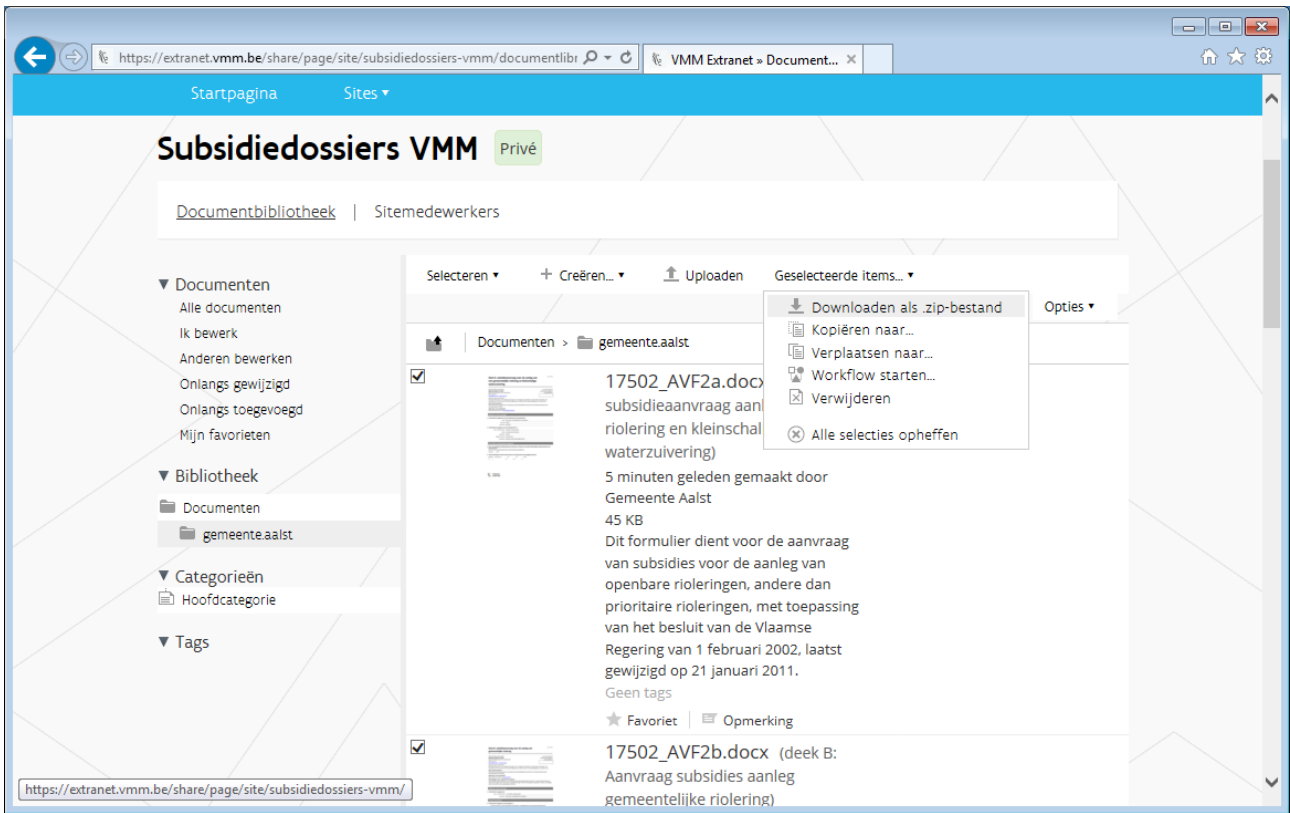 https://extranet.vmm.be/share/page/site/subsidiedossiers-vmm/documentlibr
VMM Extranet » Document...
Startpagina Sites
Subsidiedossiers VMM Privé
Documentbibliotheek | Sitemedewerkers
Selecteren Creëren... Uploaden Geselecteerde items...
Downloaden als .zip-bestand
Kopiëren naar...
Verplaatsen naar...
Workflow starten...
Verwijderen
Alle selecties opheffen
Opties
Documenten
Alle documenten
Ik bewerk
Anderen bewerken
Onlangs gewijzigd
Onlangs toegevoegd
Mijn favorieten
Bibliotheek
Documenten
gemeente.aalst
Categorieën
Hoofdcategorie
Tags
Documenten > gemeente.aalst
17502_AVF2a.docx
subsidieaanvraag
riolering en
waterzuivering)
5 minuten geleden gemaakt door
Gemeente Aalst
45 KB
Dit formulier dient voor de aanvraag
van subsidies voor de aanleg van
openbare rioleringen, andere dan
prioritaire rioleringen, met toepassing
van het besluit van de Vlaamse
Regering van 1 februari 2002, laatst
gewijzigd op 21 januari 2011.
Geen tags
Favoriet Opmerking
17502_AVF2b.docx (deek B:
Aanvraag subsidies aanleg
gemeentelijke riolering)
https://extranet.vmm.be/share/page/site/subsidiedossiers-vmm/